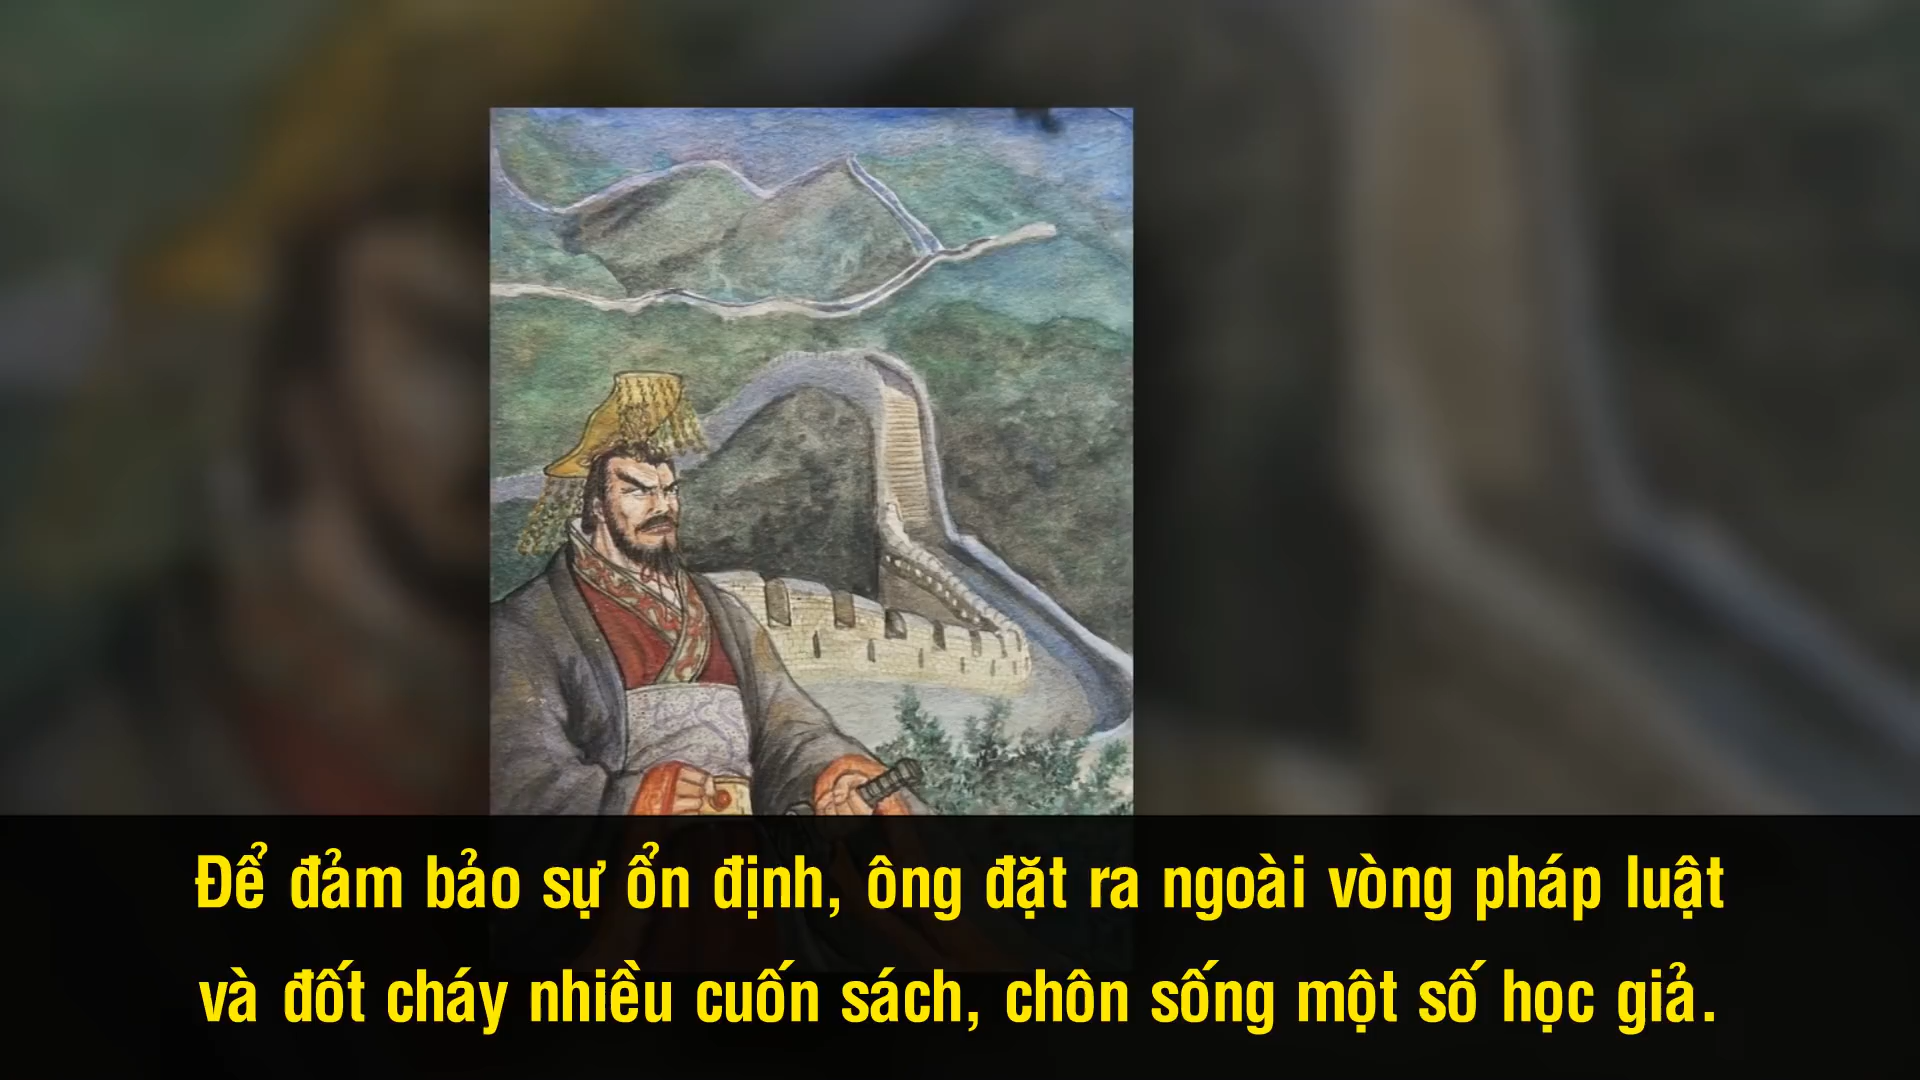 Để đảm bảo sự ổn định, ông đặt ra ngoài vòng pháp luật
và đốt cháy nhiều cuốn sách, chôn sống một số học giả.